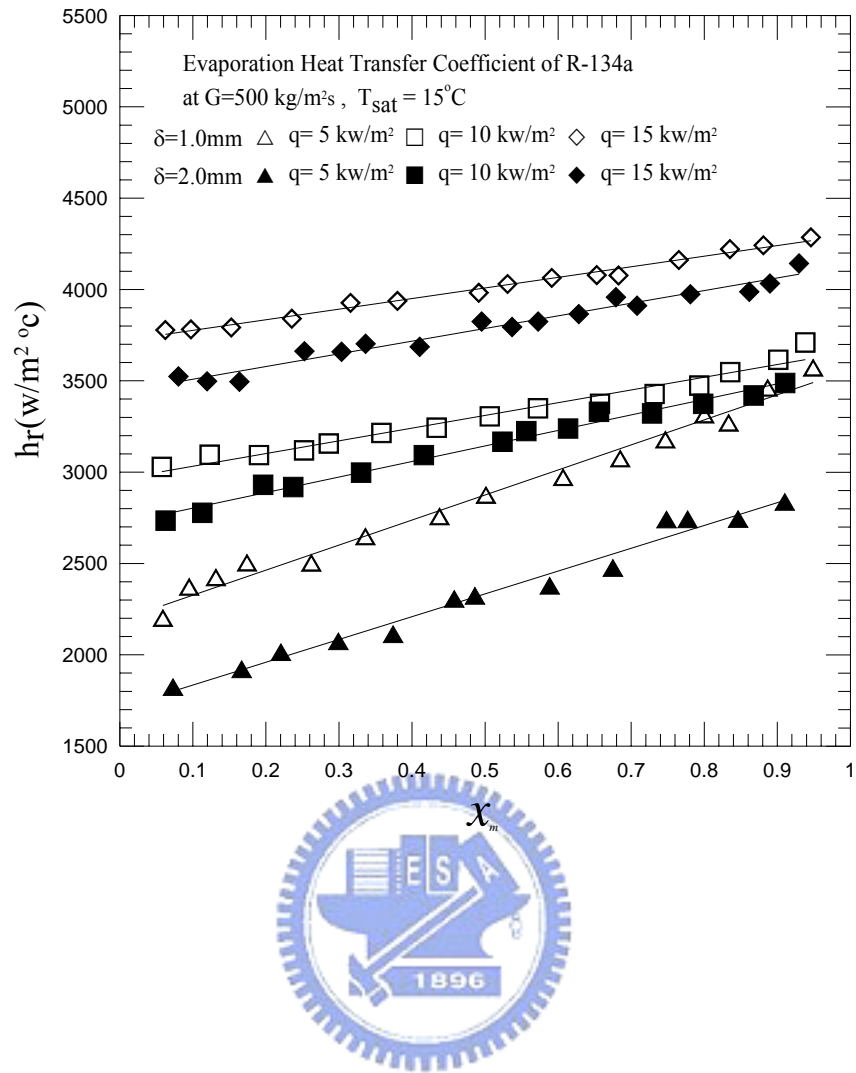 5500
5000
4500
4000
3500
3000
2500
2000
1500
hr(w/m² °c)
Evaporation Heat Transfer Coefficient of R-134a
at G=500 kg/m²s , Tsat = 15°C
δ=1.0mm △ q= 5 kw/m² □ q= 10 kw/m² ◇ q= 15 kw/m²
δ=2.0mm ▲ q= 5 kw/m² ■ q= 10 kw/m² ◆ q= 15 kw/m²
0 0.1 0.2 0.3 0.4 0.5 0.6 0.7 0.8 0.9 1
xm
E S A
1896